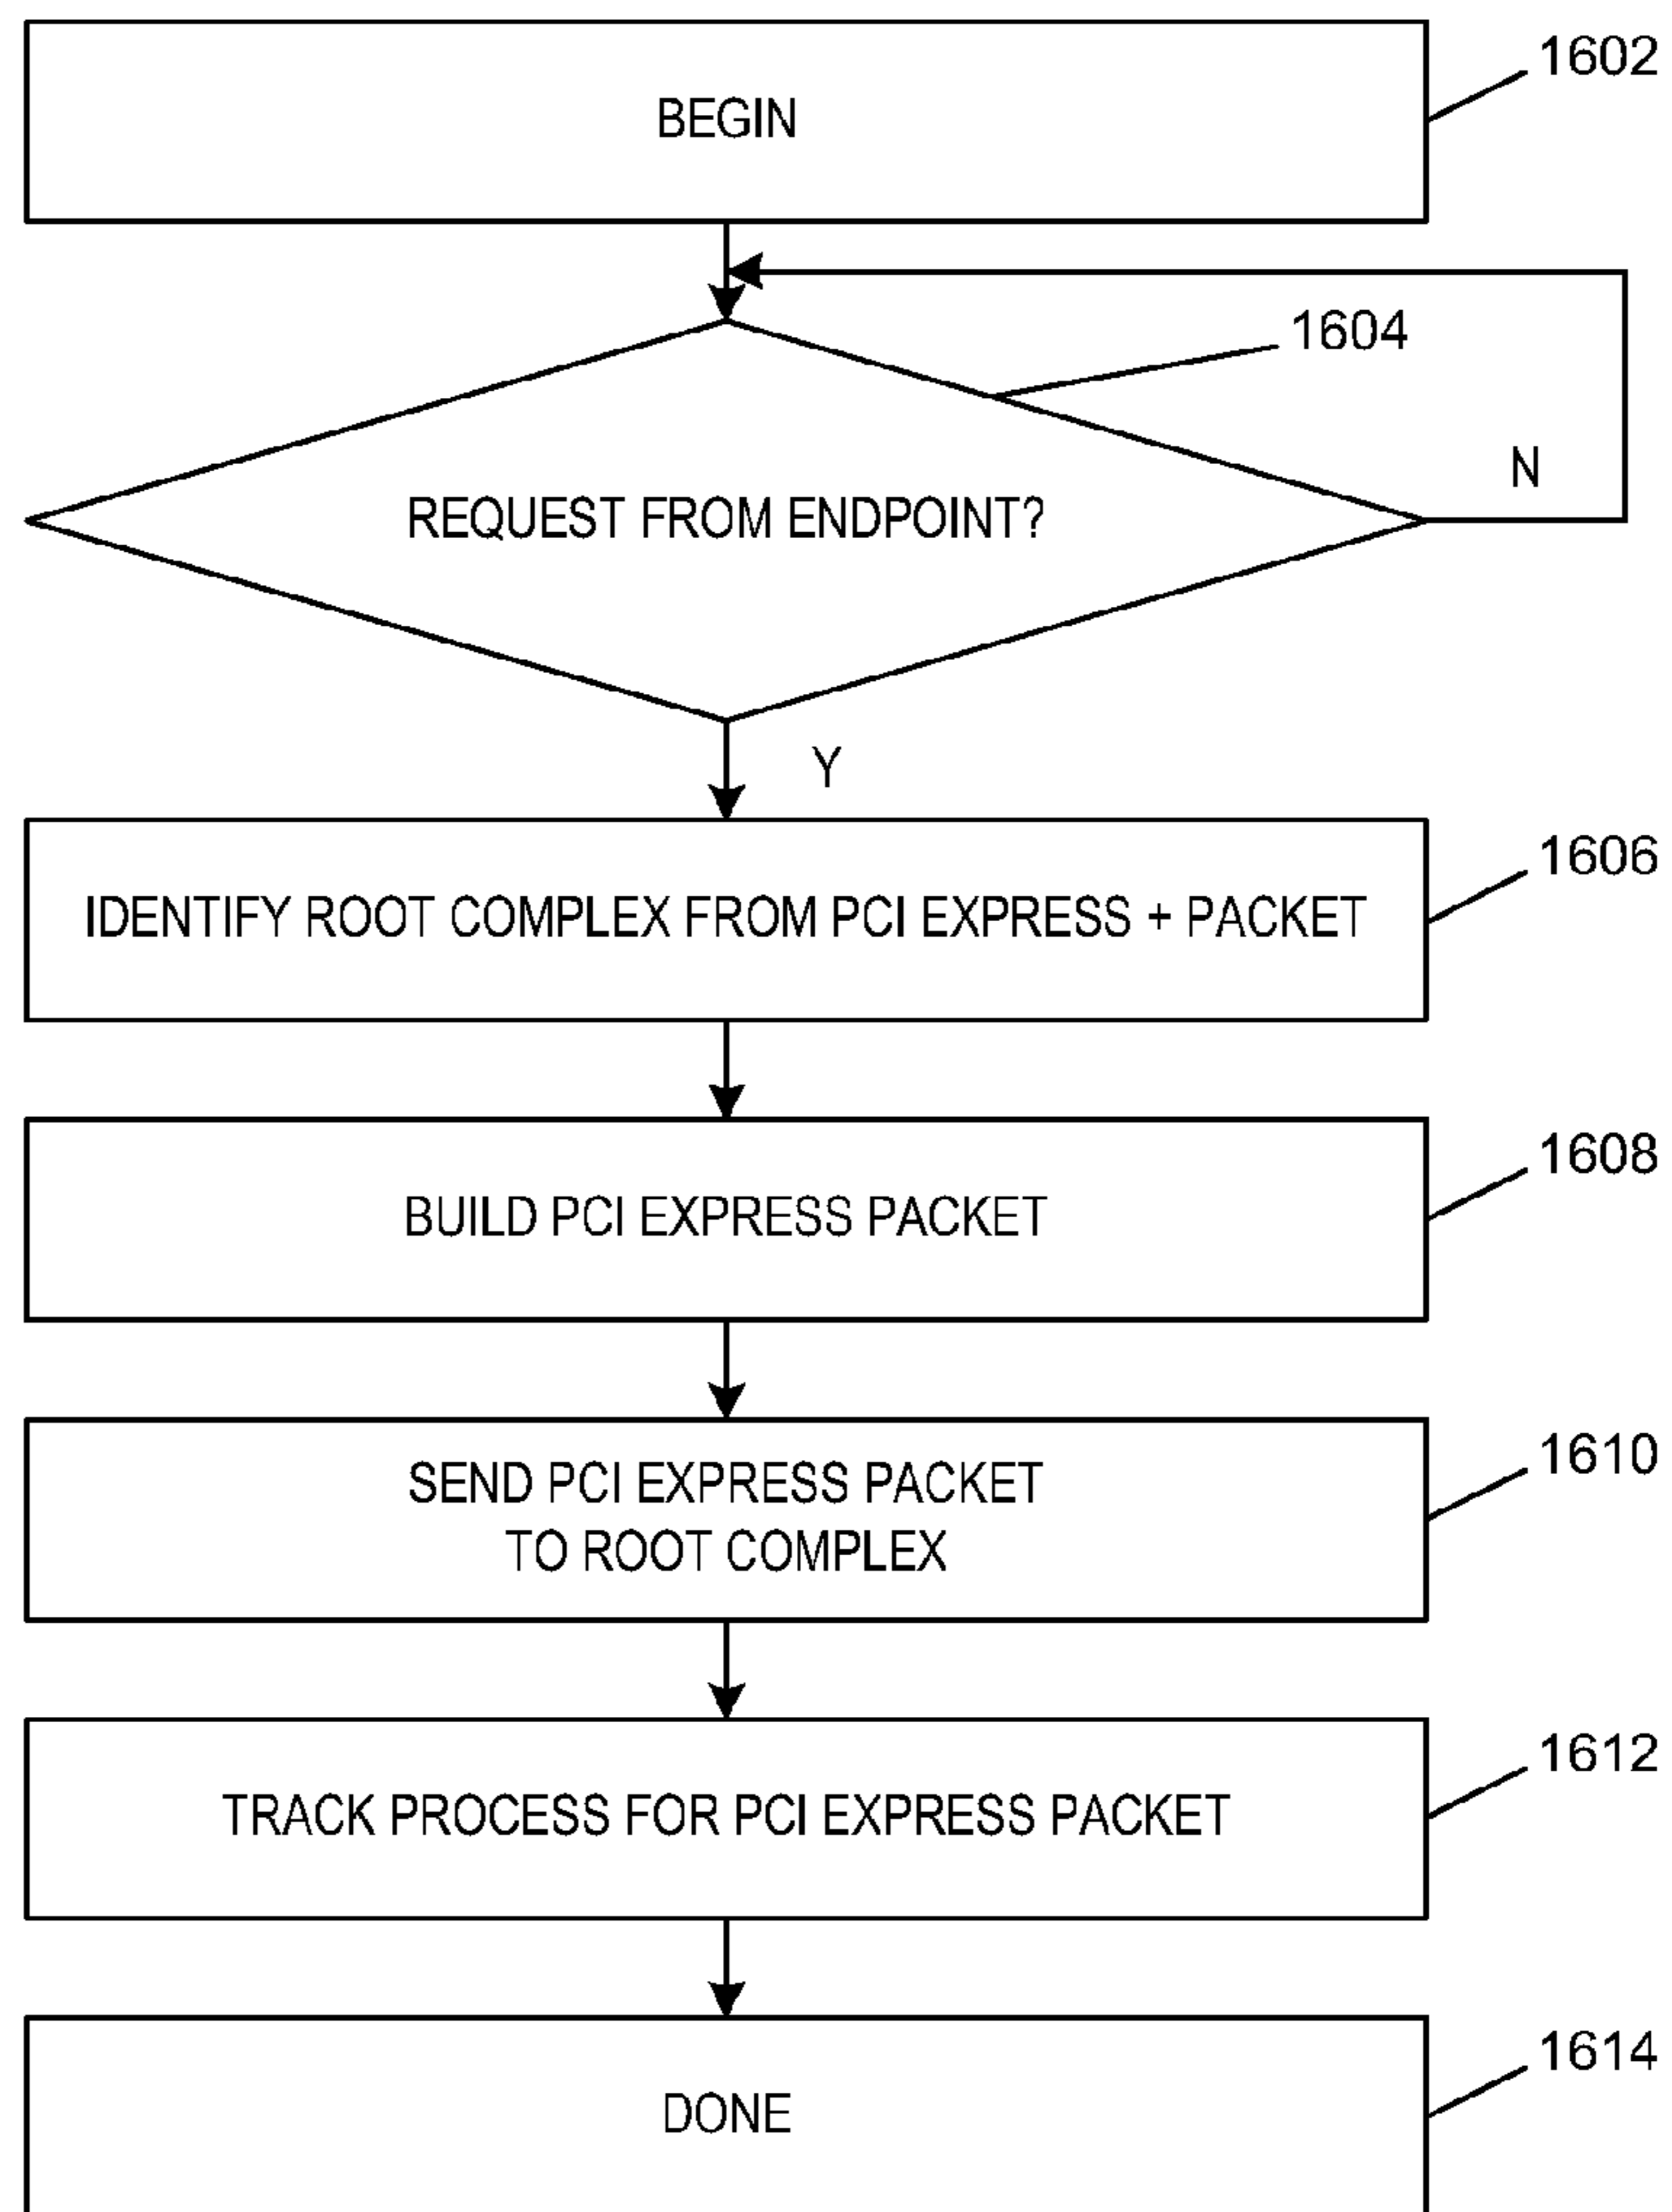 BEGIN
1602
1604
REQUEST FROM ENDPOINT?
N
Y
IDENTIFY ROOT COMPLEX FROM PCI EXPRESS + PACKET
1606
BUILD PCI EXPRESS PACKET
1608
SEND PCI EXPRESS PACKET
TO ROOT COMPLEX
1610
TRACK PROCESS FOR PCI EXPRESS PACKET
1612
DONE
1614